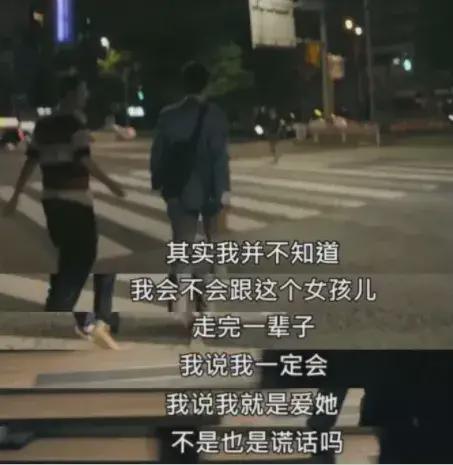 其实我并不知道
我会不会跟这个女孩儿
走完一辈子
我说我一定会
我说我就是爱她
不是也是谎话吗